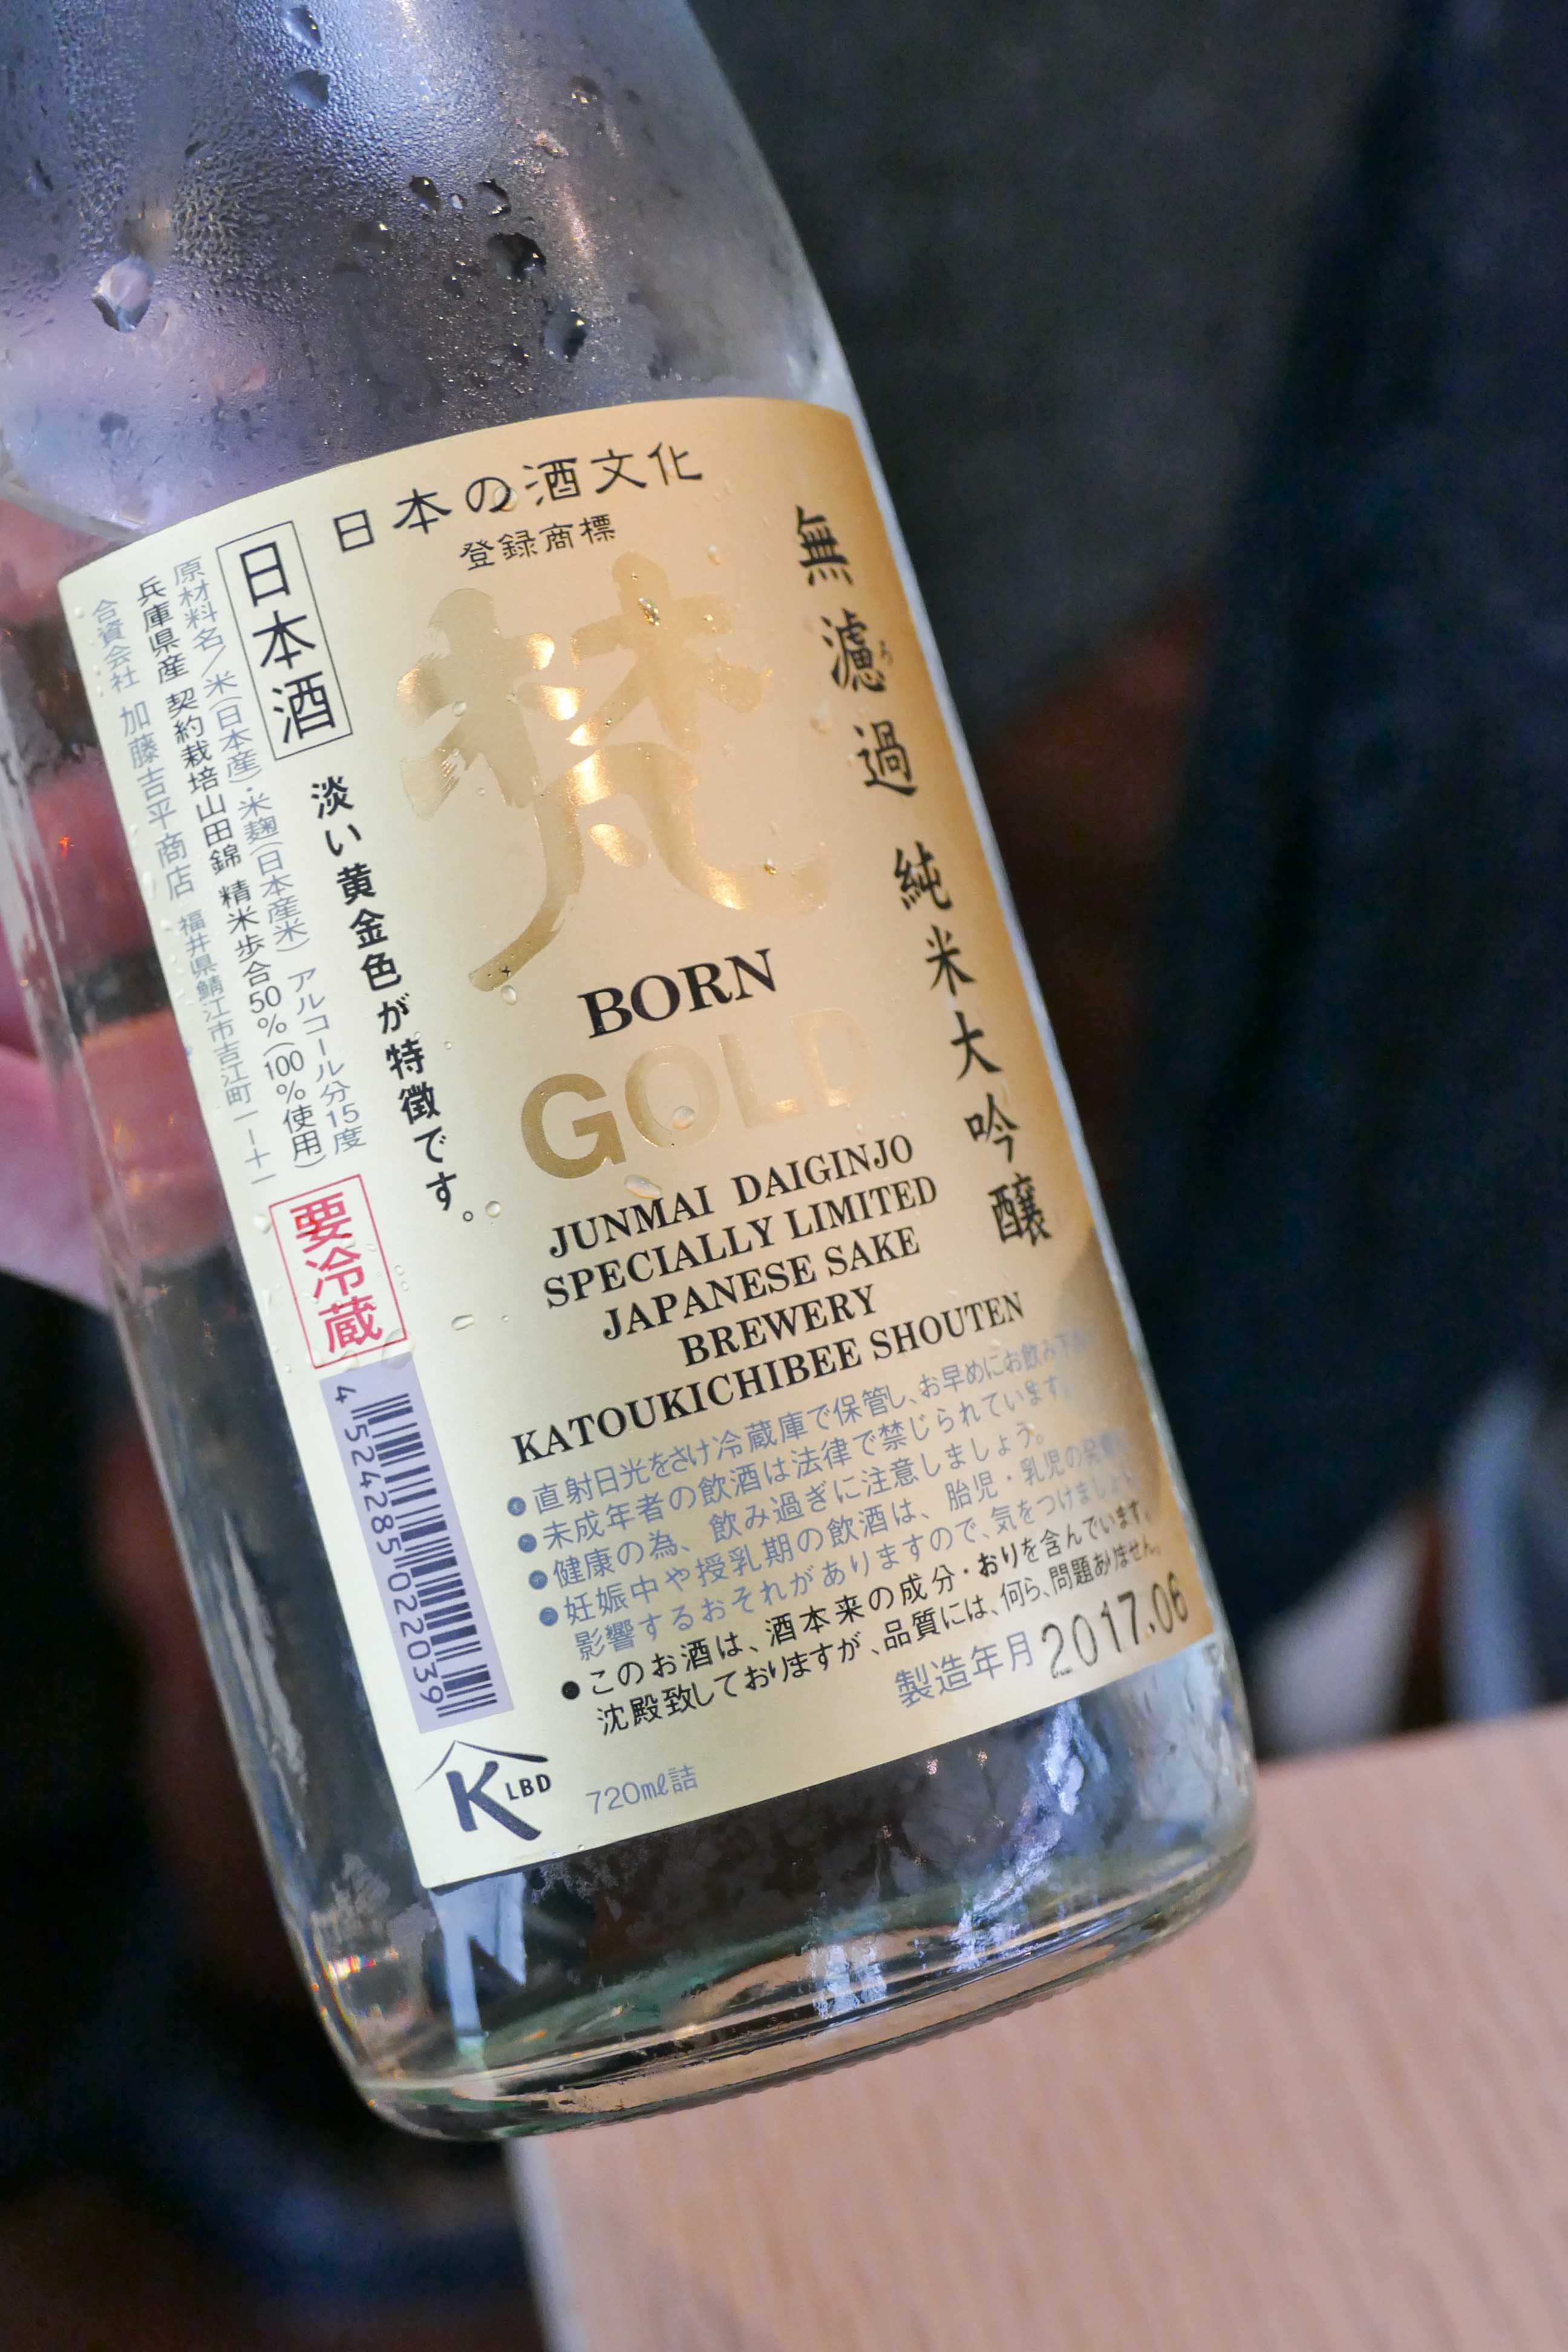 日本の酒文化
登録商標
無濾過 純米大吟醸
ろ
梵
BORN
GOLD
JUNMAI DAIGINJO
SPECIALLY LIMITED
JAPANESE SAKE
BREWERY
KATOUKICHIBEE SHOUTEN
日本酒
淡い黄金色が特徴です。
原材料名/米(日本産)・米麹(日本産米) アルコール分15度
兵庫県産 契約栽培山田錦 精米歩合50%(100%使用)
合資会社 加藤吉平商店 福井県鯖江市吉江町一ー十一
要冷蔵
4524285022039
●直射日光をさけ冷蔵庫で保管し、お早めにお飲み下
●未成年者の飲酒は法律で禁じられています。
●健康の為、飲み過ぎに注意しましょう。
●妊娠中や授乳期の飲酒は、胎児・乳児の発育に
影響するおそれがありますので、気をつけましょう
●このお酒は、酒本来の成分・おりを含んでいます。
沈殿致しておりますが、品質には、何ら、問題ありません。
製造年月 2017.06
K LBD
720ml詰